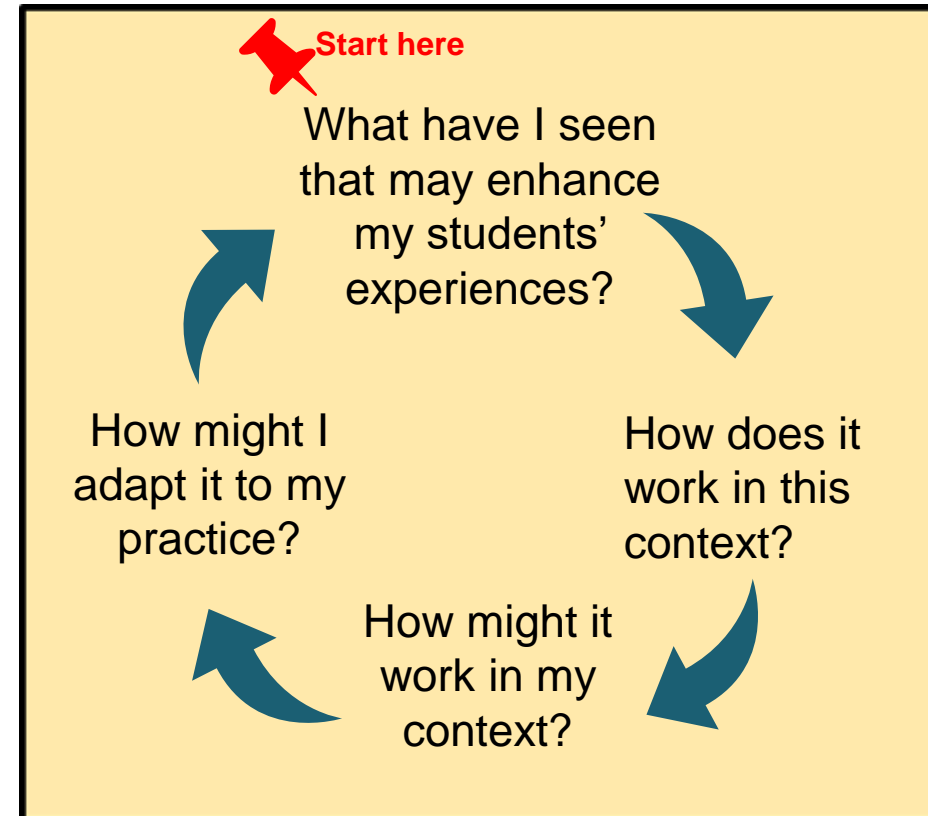 Start here
What have I seen
that may enhance
my students’
experiences?
How does it
work in this
context?
How might it
work in my
context?
How might I
adapt it to my
practice?